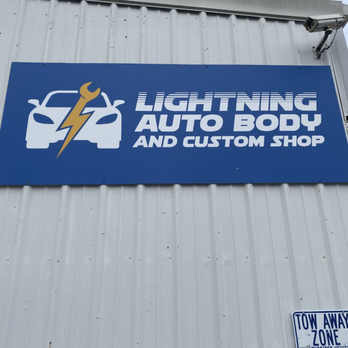 LIGHTNING
AUTO BODY
AND CUSTOM SHOP
TOW AWAY
ZONE